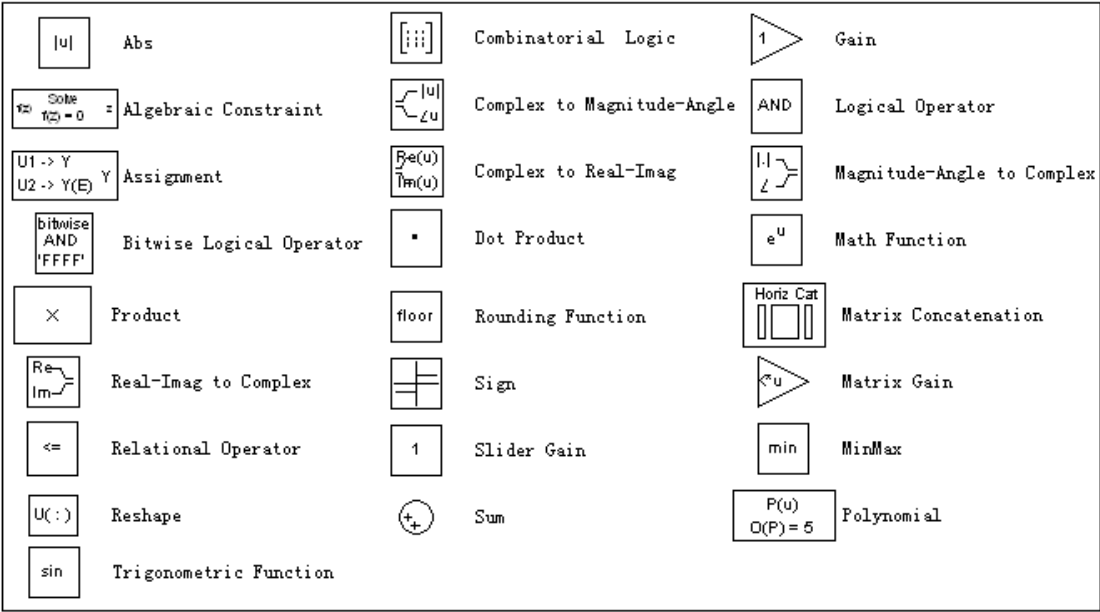 |u| Abs [⋮⋮⋮] Combinatorial Logic 1 Gain
f(z) Solve f(z) = 0 z Algebraic Constraint |u| ∠u Complex to Magnitude-Angle AND Logical Operator
U1 -> Y
U2 -> Y(E) Y Assignment Re(u) Im(u) Complex to Real-Imag |.| ∠ Magnitude-Angle to Complex
bitwise
AND
'FFFF' Bitwise Logical Operator Dot Product e^u Math Function
× Product floor Rounding Function Horiz Cat Matrix Concatenation
Re Im Real-Imag to Complex Sign u Matrix Gain
<= Relational Operator 1 Slider Gain min MinMax
U(:) Reshape ++ Sum P(u)
O(P) = 5 Polynomial
sin Trigonometric Function